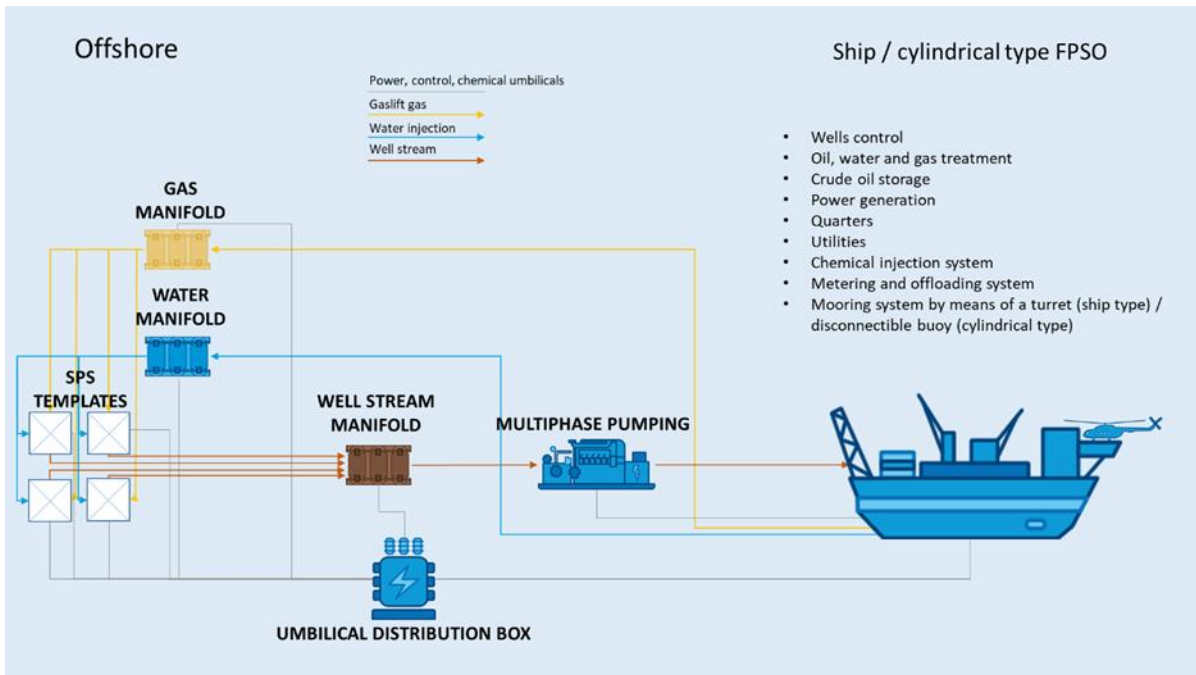 Offshore
Ship / cylindrical type FPSO
Power, control, chemical umbilicals
Gaslift gas
Water injection
Well stream
• Wells control
• Oil, water and gas treatment
• Crude oil storage
• Power generation
• Quarters
• Utilities
• Chemical injection system
• Metering and offloading system
• Mooring system by means of a turret (ship type) /
disconnectible buoy (cylindrical type)
GAS
MANIFOLD
WATER
MANIFOLD
SPS
TEMPLATES
WELL STREAM
MANIFOLD
MULTIPHASE PUMPING
UMBILICAL DISTRIBUTION BOX